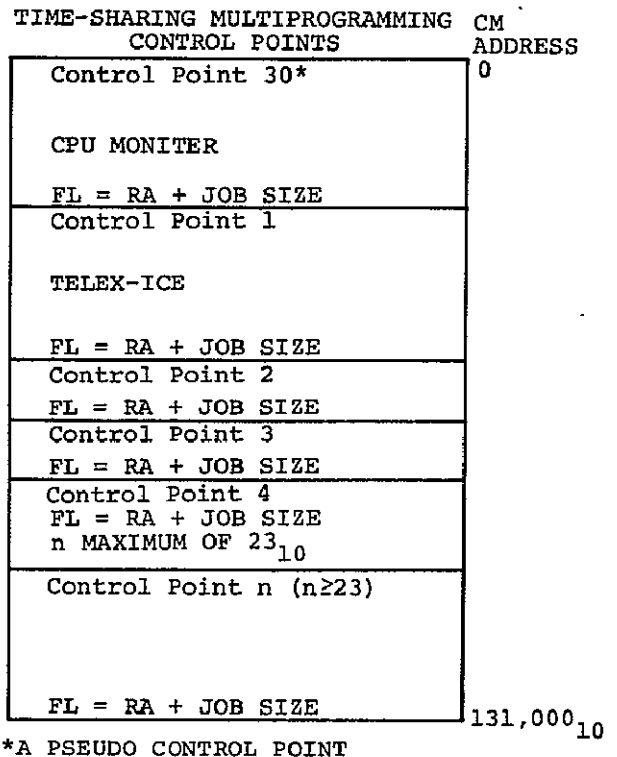 TIME-SHARING MULTIPROGRAMMING CM
CONTROL POINTS ADDRESS
Control Point 30* 0
CPU MONITER
FL = RA + JOB SIZE
Control Point 1
TELEX-ICE
FL = RA + JOB SIZE
Control Point 2
FL = RA + JOB SIZE
Control Point 3
FL = RA + JOB SIZE
Control Point 4
FL = RA + JOB SIZE
n MAXIMUM OF 23₁₀
Control Point n (n≥23)
FL = RA + JOB SIZE 131,000₁₀
*A PSEUDO CONTROL POINT